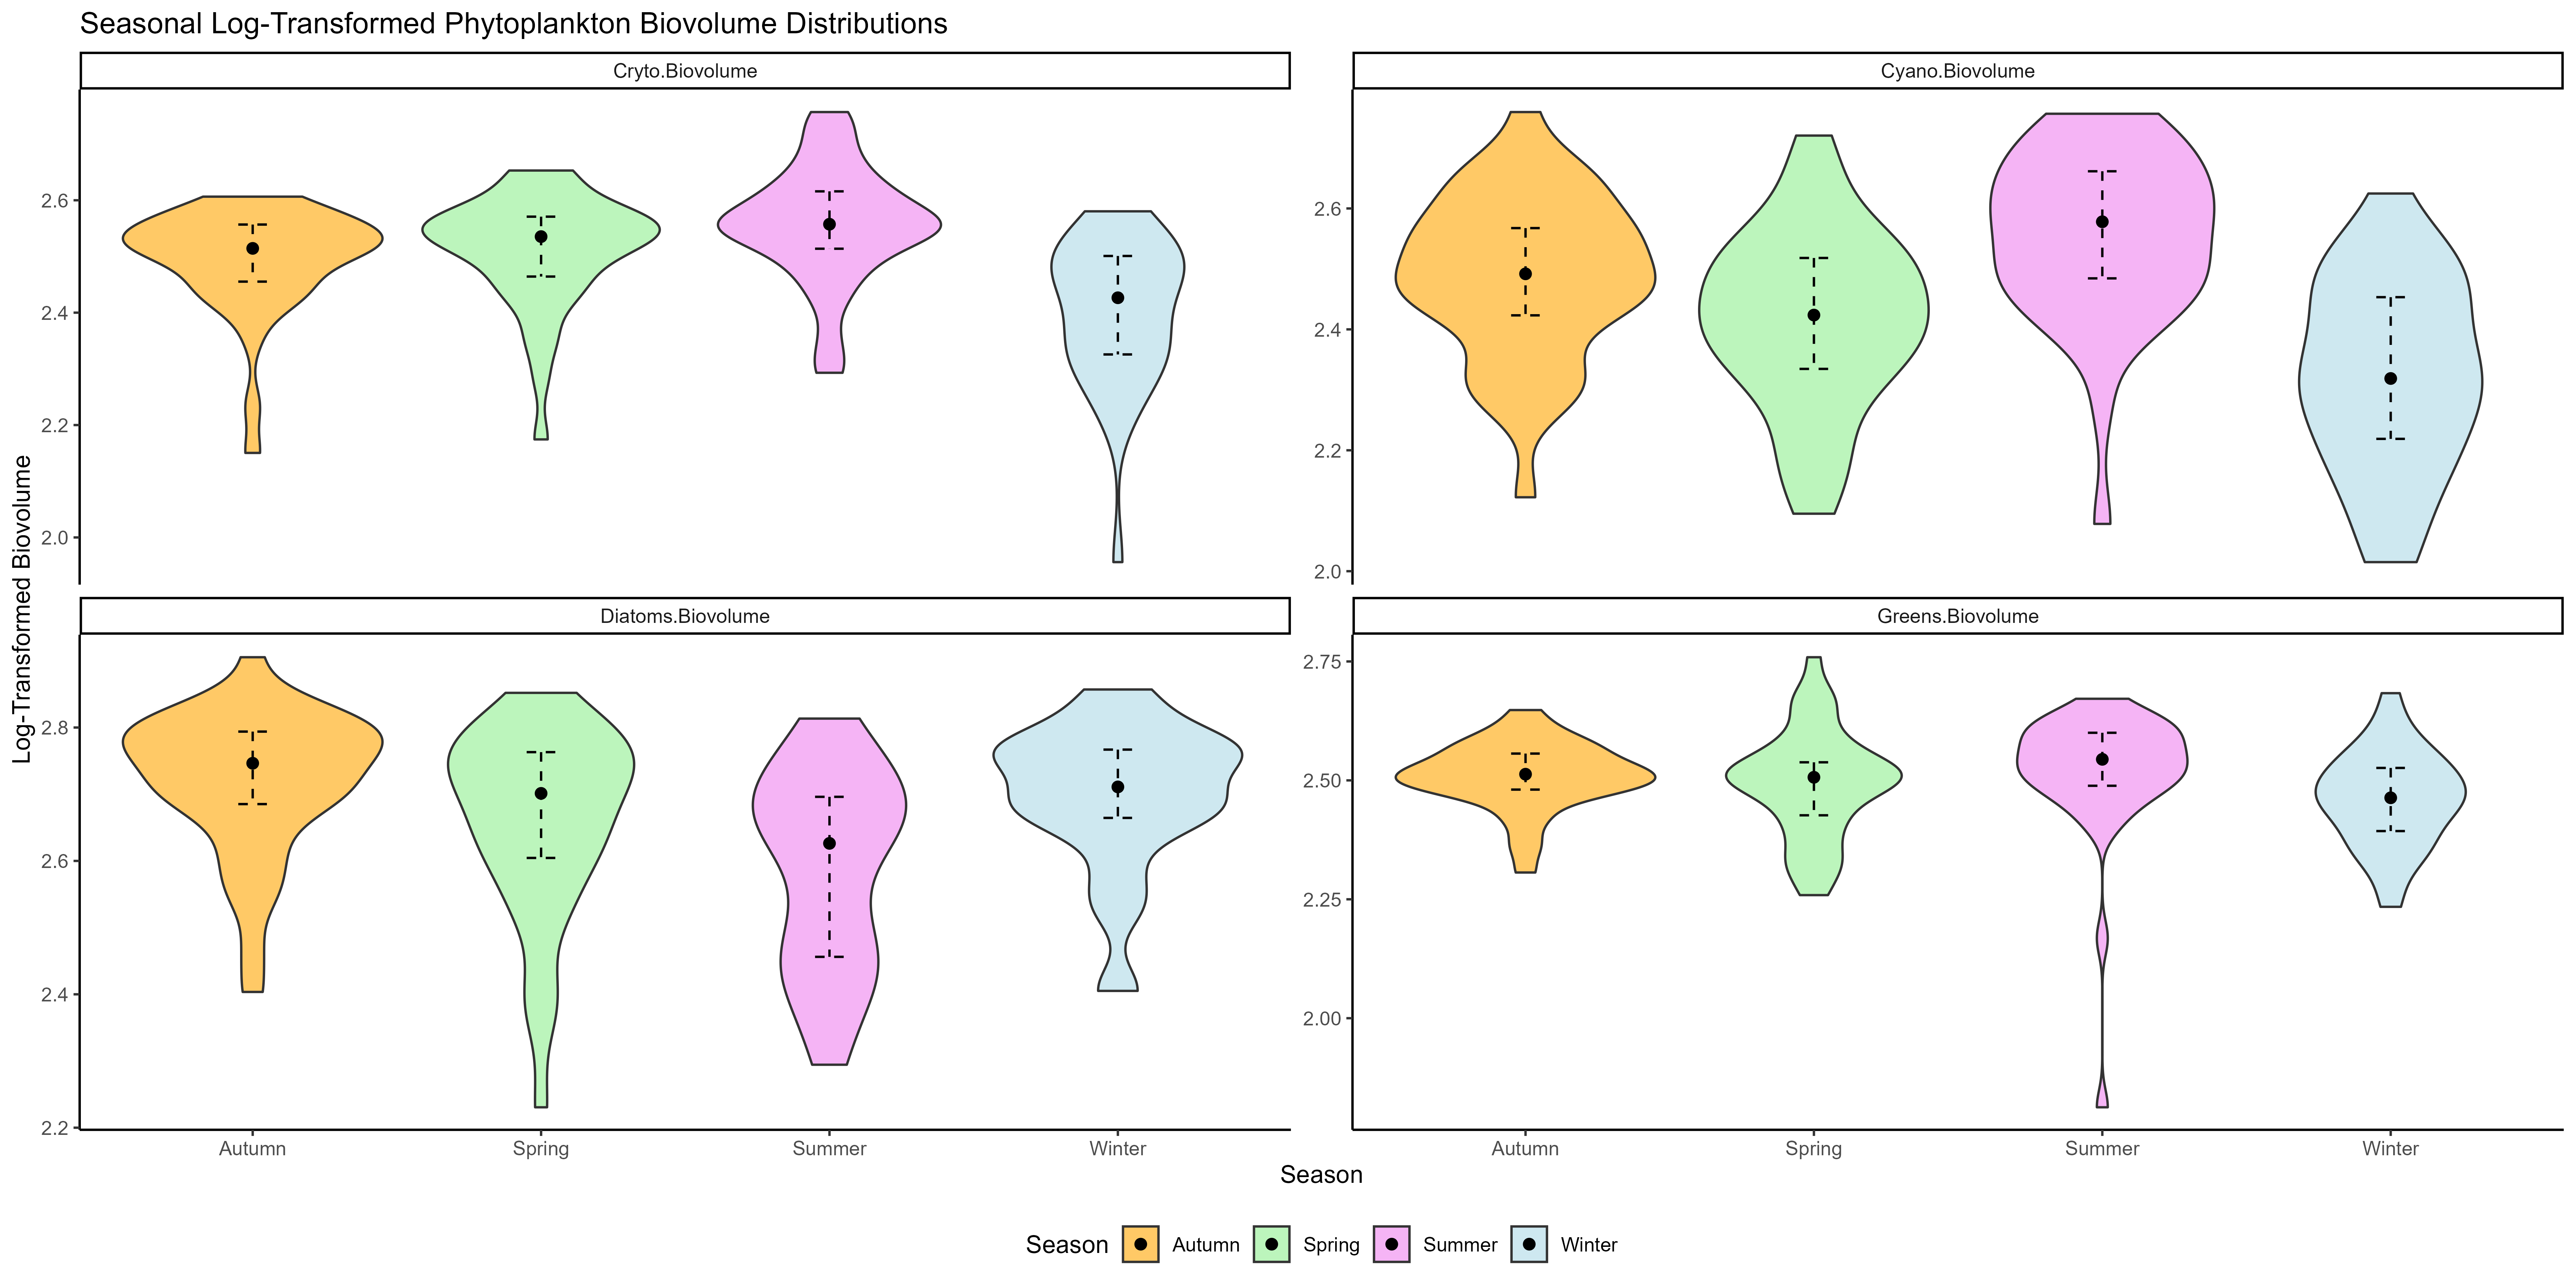 Seasonal Log-Transformed Phytoplankton Biovolume Distributions
Cryto.Biovolume
Cyano.Biovolume
2.6
2.4
2.2
2.0
2.6
2.4
2.2
2.0
Log-Transformed Biovolume
Diatoms.Biovolume
Greens.Biovolume
2.8
2.6
2.4
2.2
2.75
2.50
2.25
2.00
Autumn Spring Summer Winter
Autumn Spring Summer Winter
Season
Season Autumn Spring Summer Winter